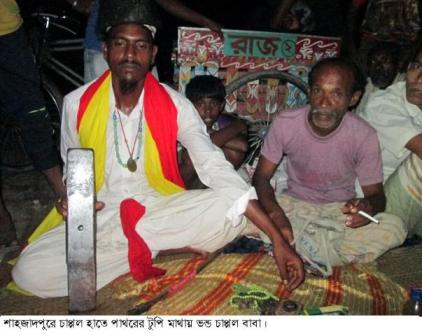 রাজ
শাহজাদপুরে চাপ্পল হাতে পাথরের টুপি মাথায় ভন্ড চাপ্পল বাবা।